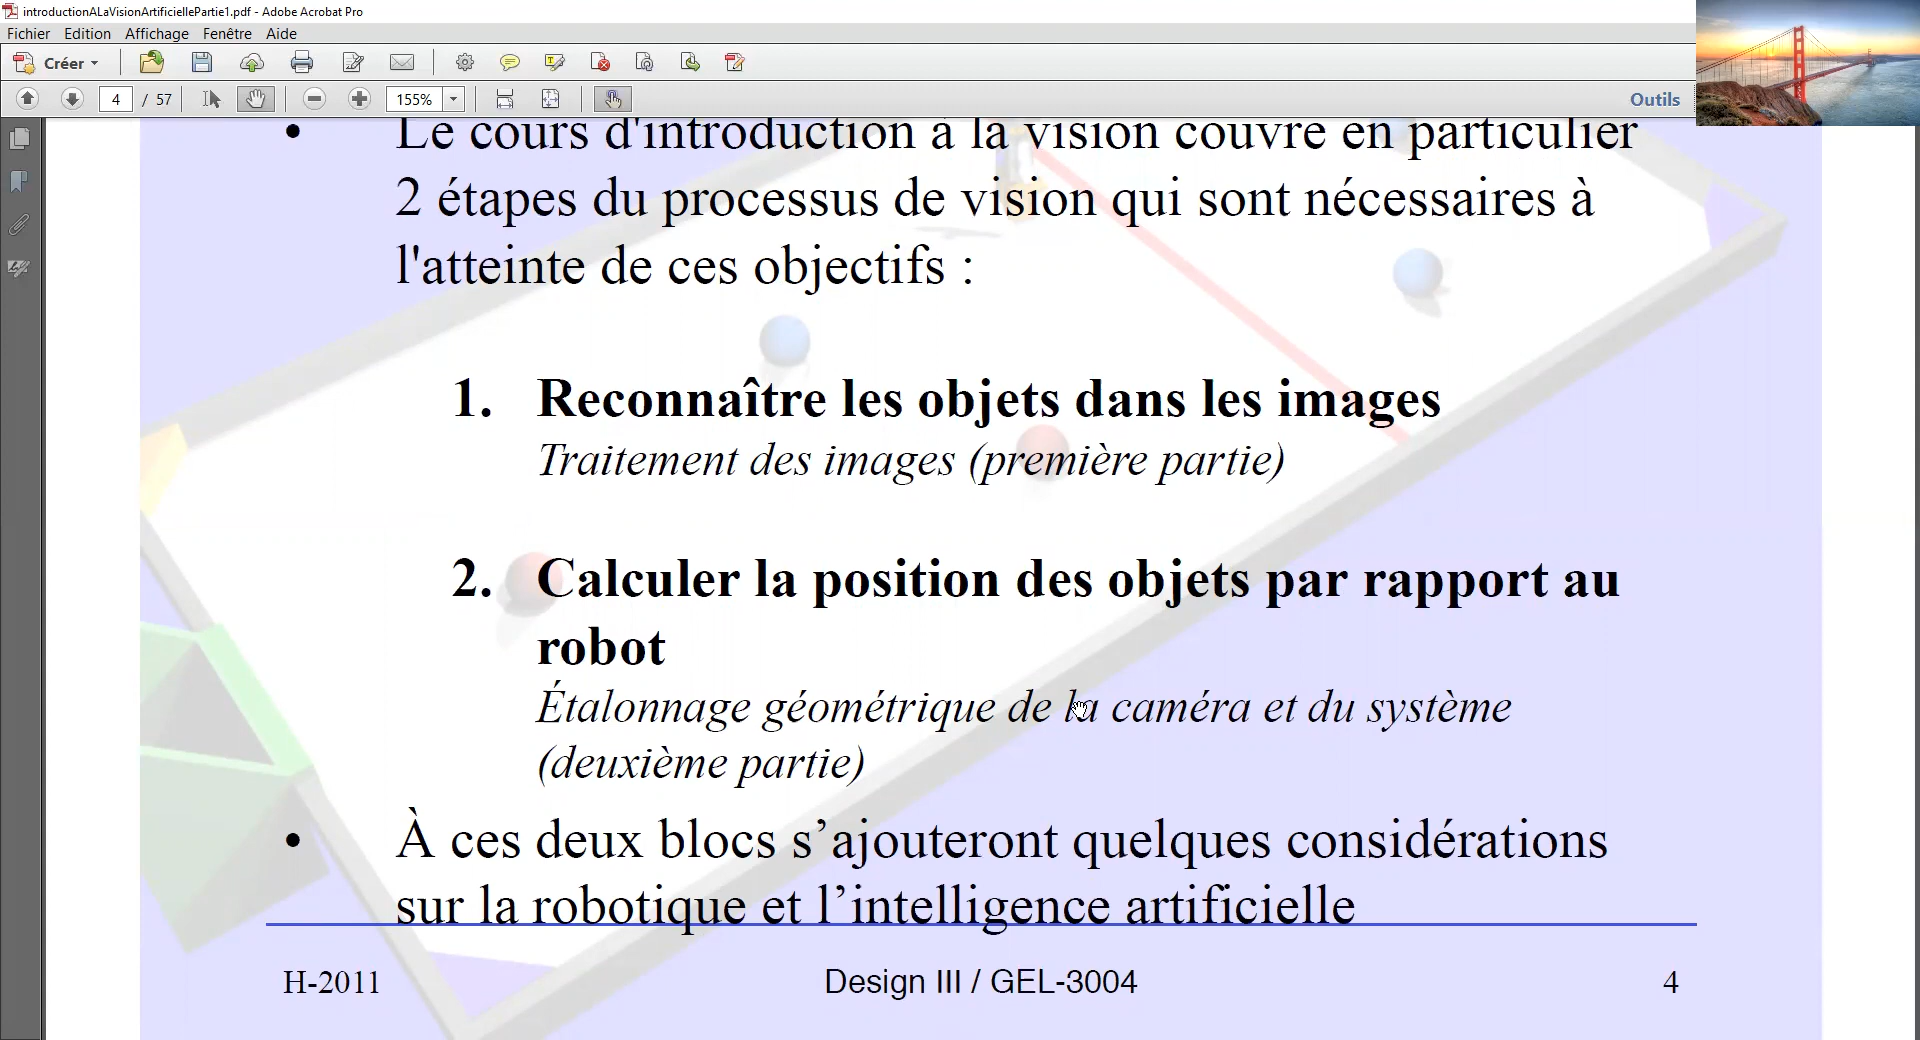 introductionALaVisionArtificiellePartie1.pdf - Adobe Acrobat Pro
Fichier Edition Affichage Fenêtre Aide
Créer
4 / 57 155% Outils
• Le cours d'introduction à la vision couvre en particulier
2 étapes du processus de vision qui sont nécessaires à
l'atteinte de ces objectifs :
1. Reconnaître les objets dans les images
Traitement des images (première partie)
2. Calculer la position des objets par rapport au
robot
Étalonnage géométrique de la caméra et du système
(deuxième partie)
• À ces deux blocs s’ajouteront quelques considérations
sur la robotique et l’intelligence artificielle
H-2011 Design III / GEL-3004 4